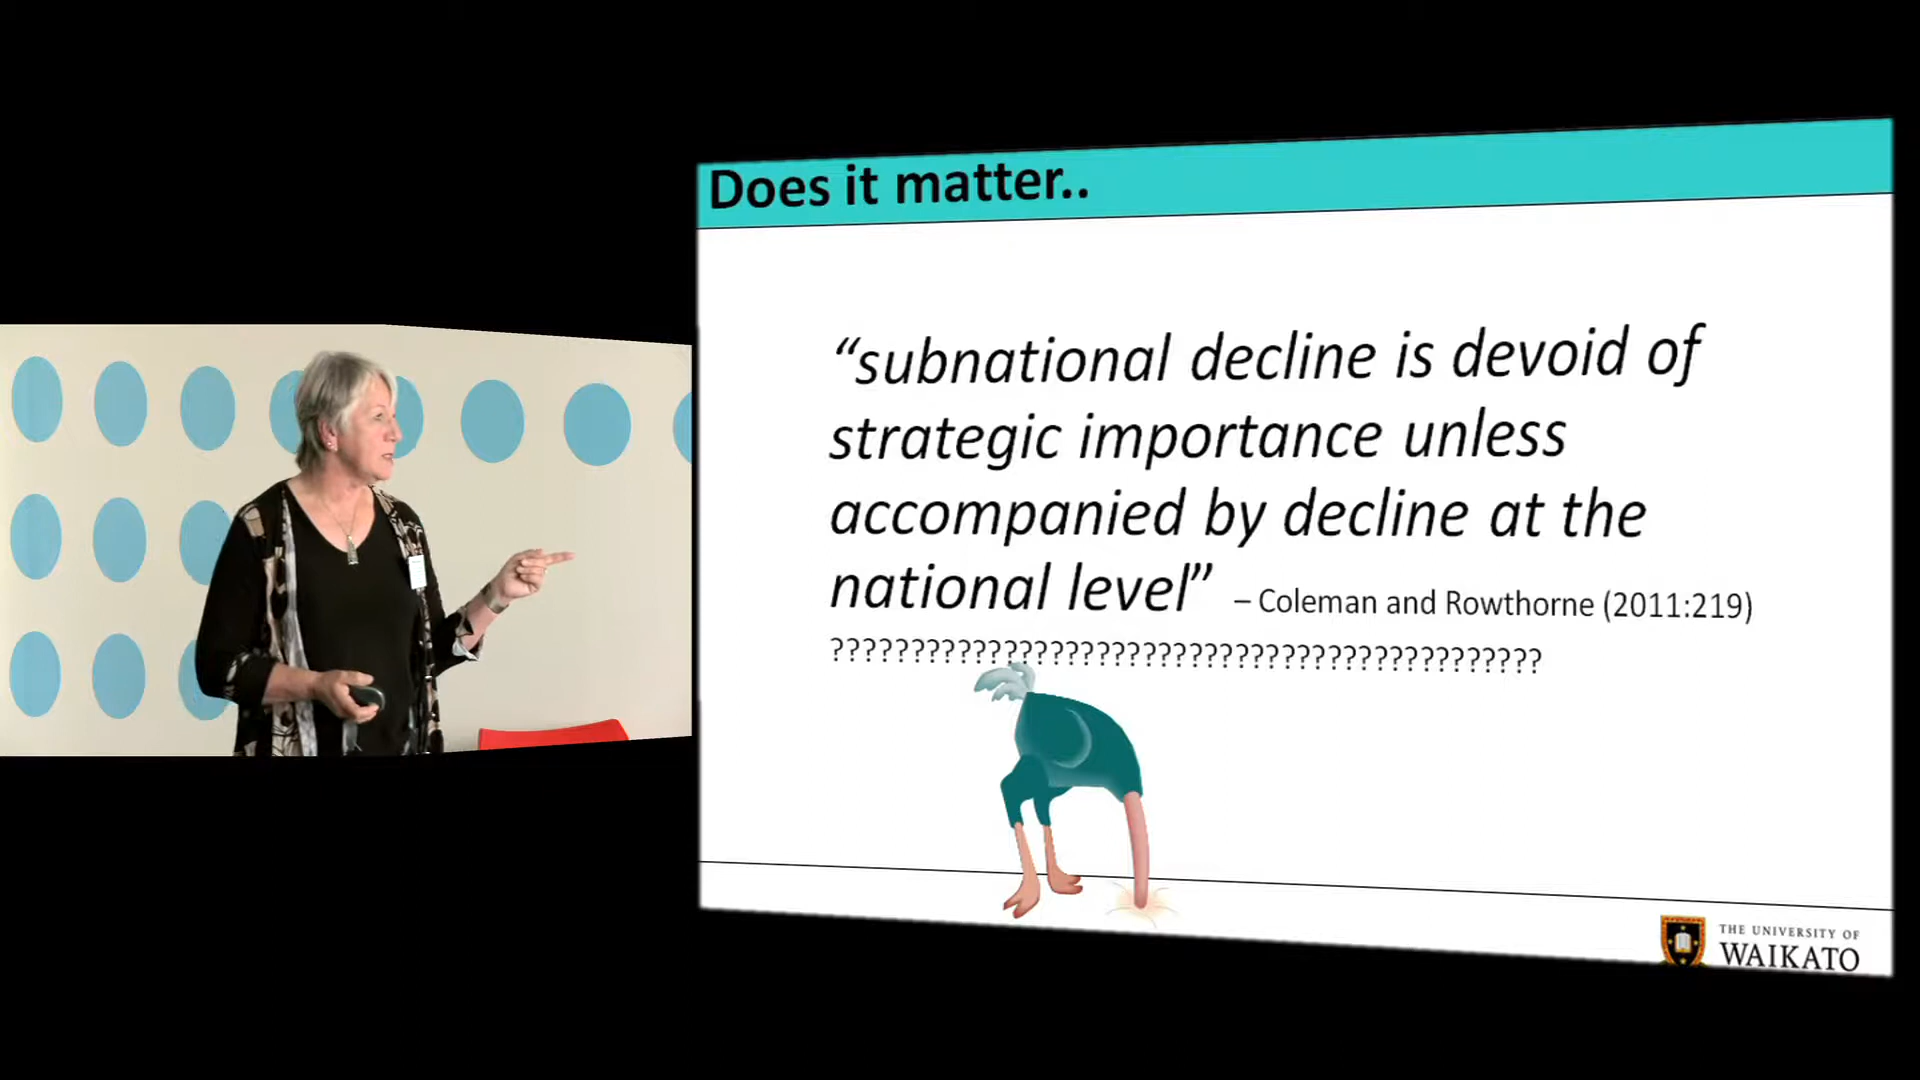 Does it matter..
“subnational decline is devoid of
strategic importance unless
accompanied by decline at the
national level” – Coleman and Rowthorne (2011:219)
??????????????????????????????????????????????
THE UNIVERSITY OF
WAIKATO